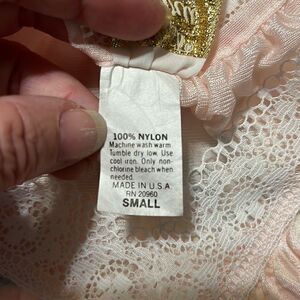 100% NYLON
Machine wash warm
Tumble dry low. Use
cool iron. Only non-
chlorine bleach when
needed.
MADE IN U.S.A
RN 20960
SMALL